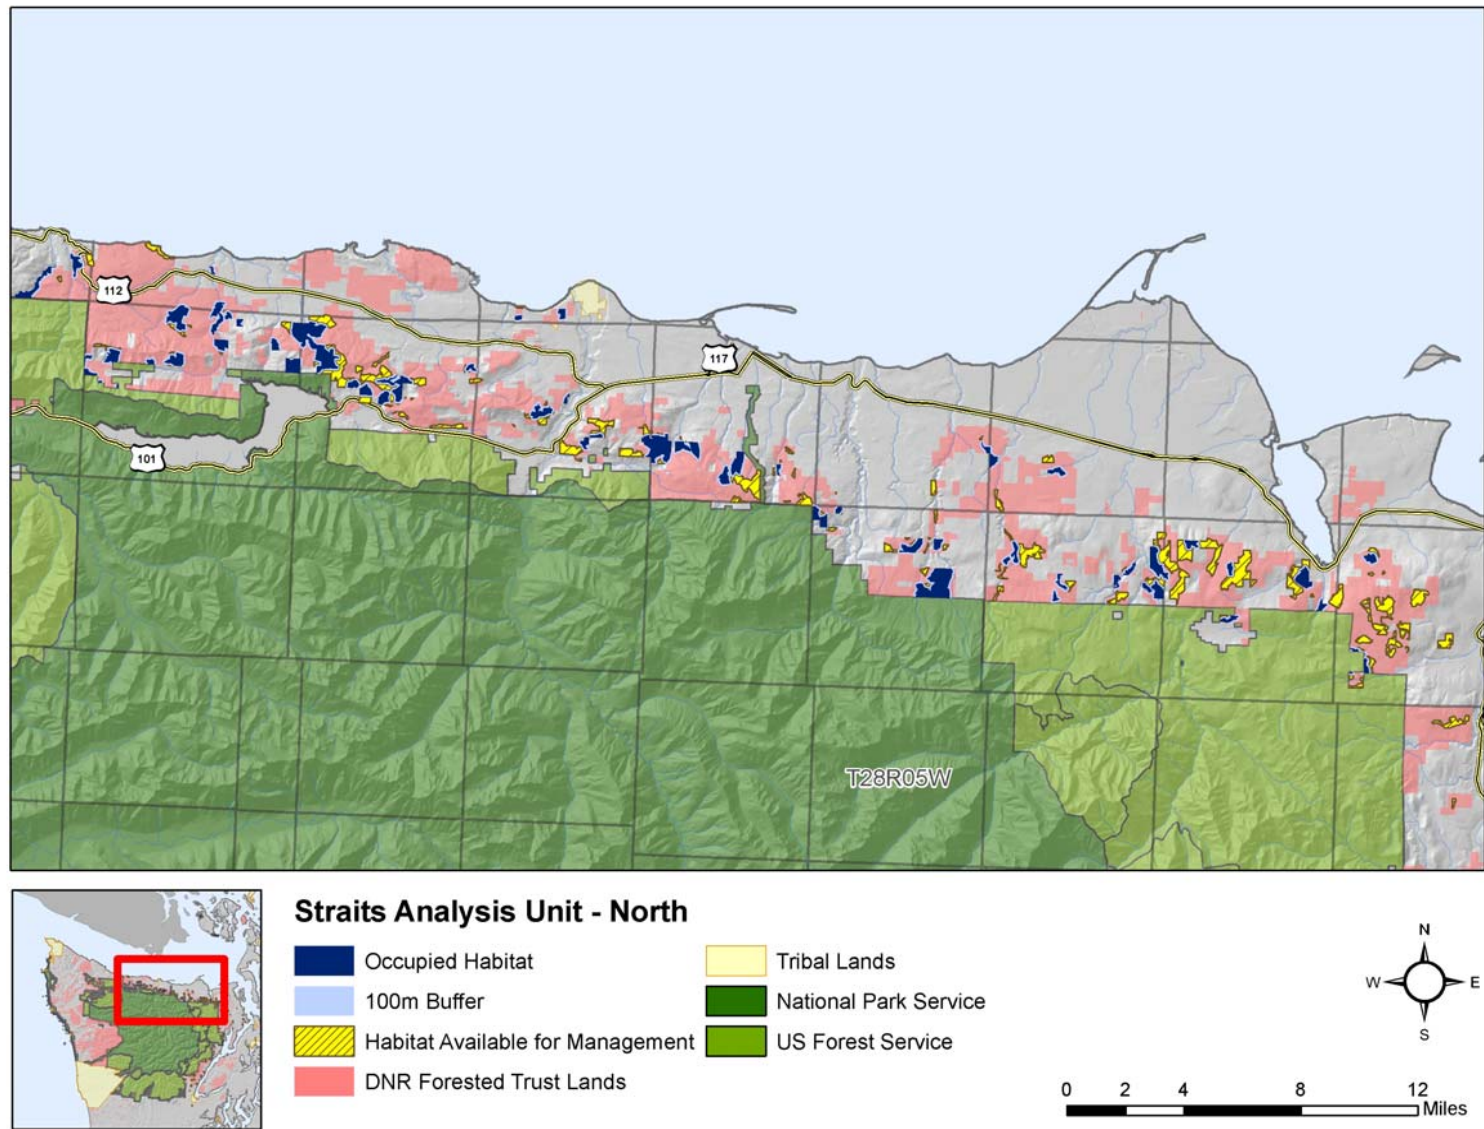 112
117
101
T28R05W
Straits Analysis Unit - North
Occupied Habitat
100m Buffer
Habitat Available for Management
DNR Forested Trust Lands
Tribal Lands
National Park Service
US Forest Service
N
W E
S
0 2 4 8 12
Miles